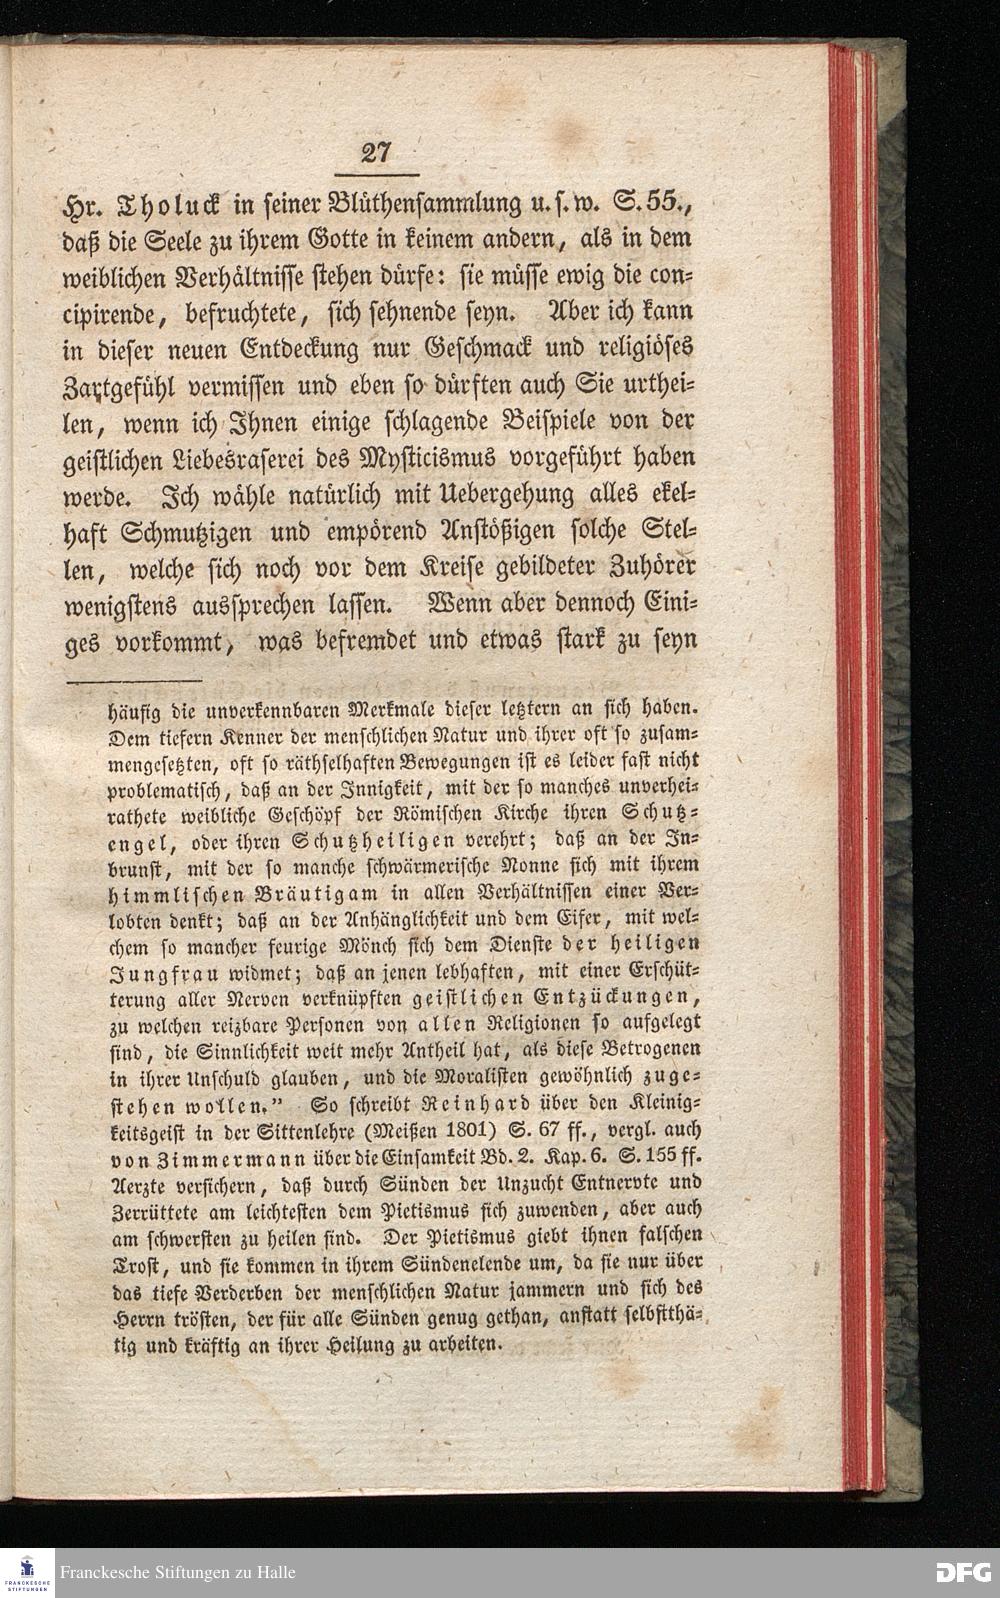 27
Hr. Tholuck in seiner Blüthensammlung u. s. w. S. 55.,
daß die Seele zu ihrem Gotte in keinem andern, als in dem
weiblichen Verhältnisse stehen dürfe: sie müsse ewig die con-
cipirende, befruchtete, sich sehnende seyn. Aber ich kann
in dieser neuen Entdeckung nur Geschmack und religiöses
Zartgefühl vermissen und eben so dürften auch Sie urthei-
len, wenn ich Ihnen einige schlagende Beispiele von der
geistlichen Liebesraserei des Mysticismus vorgeführt haben
werde. Ich wähle natürlich mit Uebergehung alles ekel-
haft Schmutzigen und empörend Anstößigen solche Stel-
len, welche sich noch vor dem Kreise gebildeter Zuhörer
wenigstens aussprechen lassen. Wenn aber dennoch Eini-
ges vorkommt, was befremdet und etwas stark zu seyn
häufig die unverkennbaren Merkmale dieser letztern an sich haben.
Dem tiefern Kenner der menschlichen Natur und ihrer oft so zusam-
mengesetzten, oft so räthselhaften Bewegungen ist es leider fast nicht
problematisch, daß an der Innigkeit, mit der so manches unverhei-
rathete weibliche Geschöpf der Römischen Kirche ihren Schutz-
engel, oder ihren Schutzheiligen verehrt; daß an der In-
brunst, mit der so manche schwärmerische Nonne sich mit ihrem
himmlischen Bräutigam in allen Verhältnissen einer Ver-
lobten denkt; daß an der Anhänglichkeit und dem Eifer, mit wel-
chem so mancher feurige Mönch sich dem Dienste der heiligen
Jungfrau widmet; daß an jenen lebhaften, mit einer Erschüt-
terung aller Nerven verknüpften geistlichen Entzückungen,
zu welchen reizbare Personen von allen Religionen so aufgelegt
sind, die Sinnlichkeit weit mehr Antheil hat, als diese Betrogenen
in ihrer Unschuld glauben, und die Moralisten gewöhnlich zuge-
stehen wollen.” So schreibt Reinhard über den Kleinig-
keitsgeist in der Sittenlehre (Meißen 1801) S. 67 ff., vergl. auch
von Zimmermann über die Einsamkeit Bd. 2. Kap. 6. S. 155 ff.
Aerzte versichern, daß durch Sünden der Unzucht Entnervte und
Zerrüttete am leichtesten dem Pietismus sich zuwenden, aber auch
am schwersten zu heilen sind. Der Pietismus giebt ihnen falschen
Trost, und sie kommen in ihrem Sündenelende um, da sie nur über
das tiefe Verderben der menschlichen Natur jammern und sich des
Herrn trösten, der für alle Sünden genug gethan, anstatt selbstthä-
tig und kräftig an ihrer Heilung zu arbeiten.
FRANCKESCHE
STIFTUNGEN
Franckesche Stiftungen zu Halle
DFG